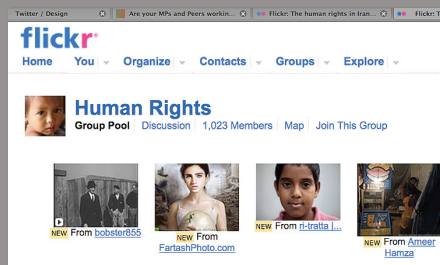 Twitter / Design
Are your MPs and Peers workin...
Flickr: The human rights in Iran...
Flickr: T
flickr
Home You Organize Contacts Groups Explore
Human Rights
Group Pool Discussion 1,023 Members Map Join This Group
NEW From bobster855
NEW From
FartashPhoto.com
NEW From ri-tratta |...
NEW From Ameer
Hamza